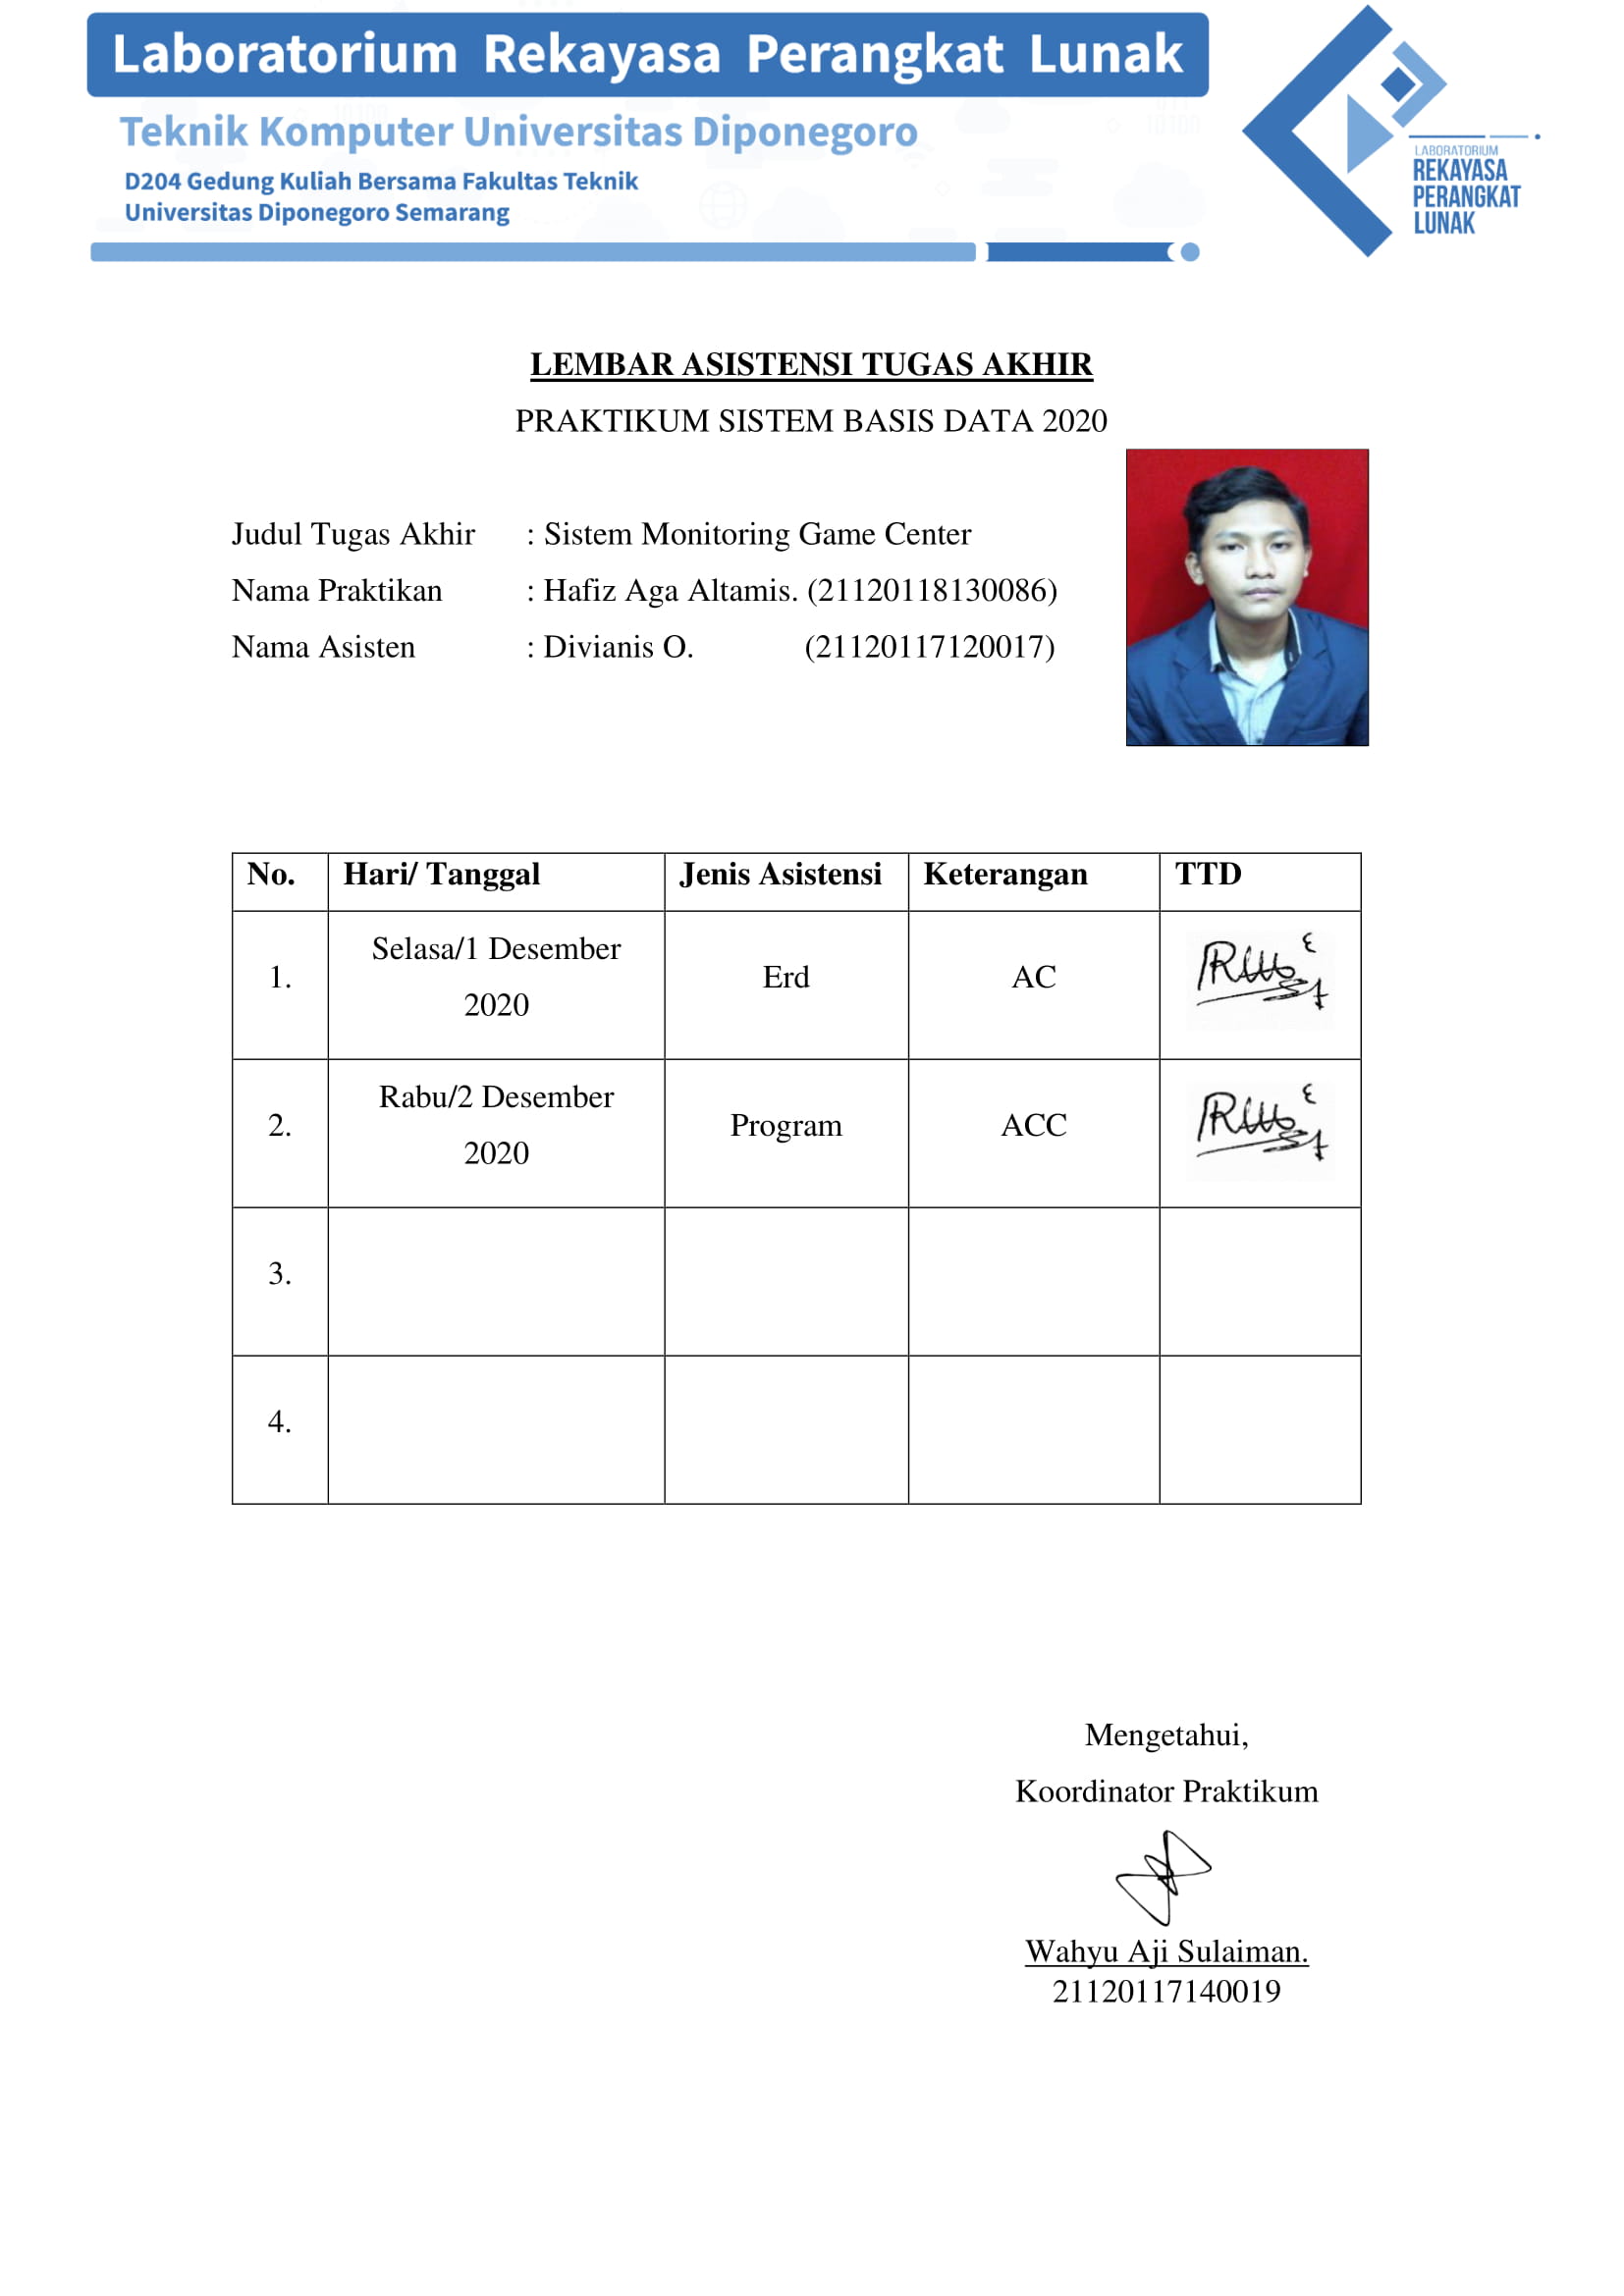 Laboratorium Rekayasa Perangkat Lunak
Teknik Komputer Universitas Diponegoro
D204 Gedung Kuliah Bersama Fakultas Teknik
Universitas Diponegoro Semarang
LABORATORIUM
REKAYASA
PERANGKAT
LUNAK
LEMBAR ASISTENSI TUGAS AKHIR
PRAKTIKUM SISTEM BASIS DATA 2020
Judul Tugas Akhir : Sistem Monitoring Game Center
Nama Praktikan : Hafiz Aga Altamis. (21120118130086)
Nama Asisten : Divianis O. (21120117120017)
No. Hari/ Tanggal Jenis Asistensi Keterangan TTD
1. Selasa/1 Desember 2020 Erd AC
2. Rabu/2 Desember 2020 Program ACC
3.
4.
Mengetahui,
Koordinator Praktikum
Wahyu Aji Sulaiman.
21120117140019